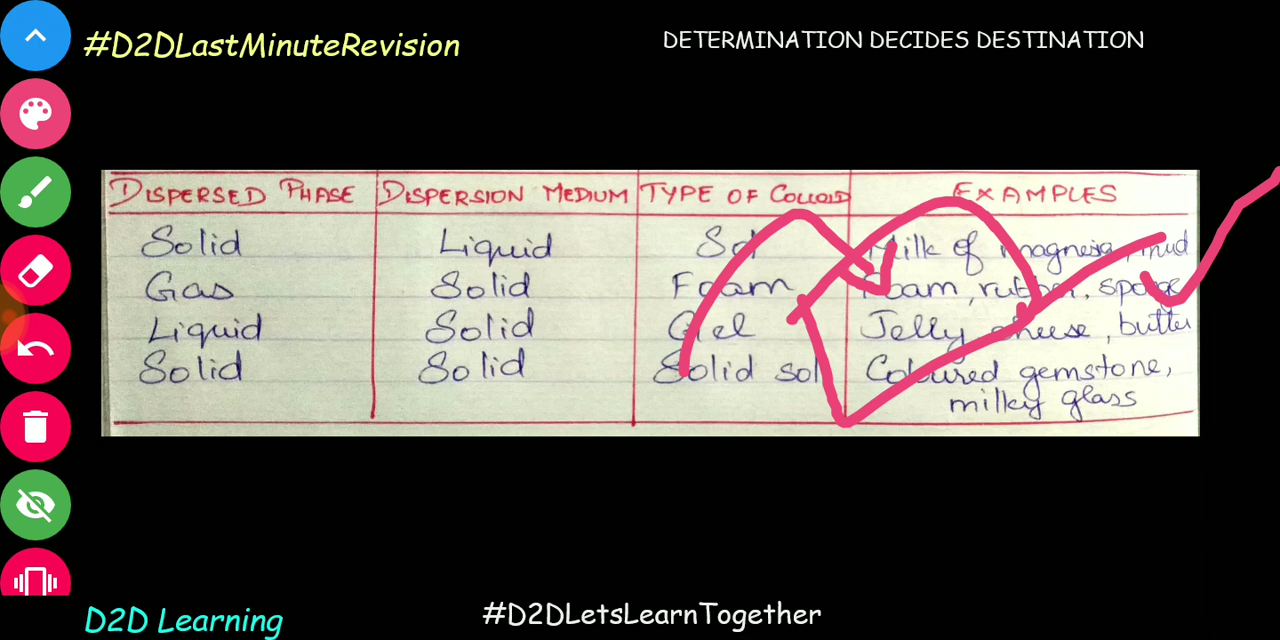 #D2DLastMinuteRevision
DETERMINATION DECIDES DESTINATION
DISPERSED PHASE DISPERSION MEDIUM TYPE OF COLLOID EXAMPLES
Solid Liquid Sol Milk of magnesia, mud
Gas Solid Foam Foam, rubber, sponge
Liquid Solid Gel Jelly, cheese, butter
Solid Solid Solid sol Coloured gemstone,
milky glass
D2D Learning
#D2DLetsLearnTogether